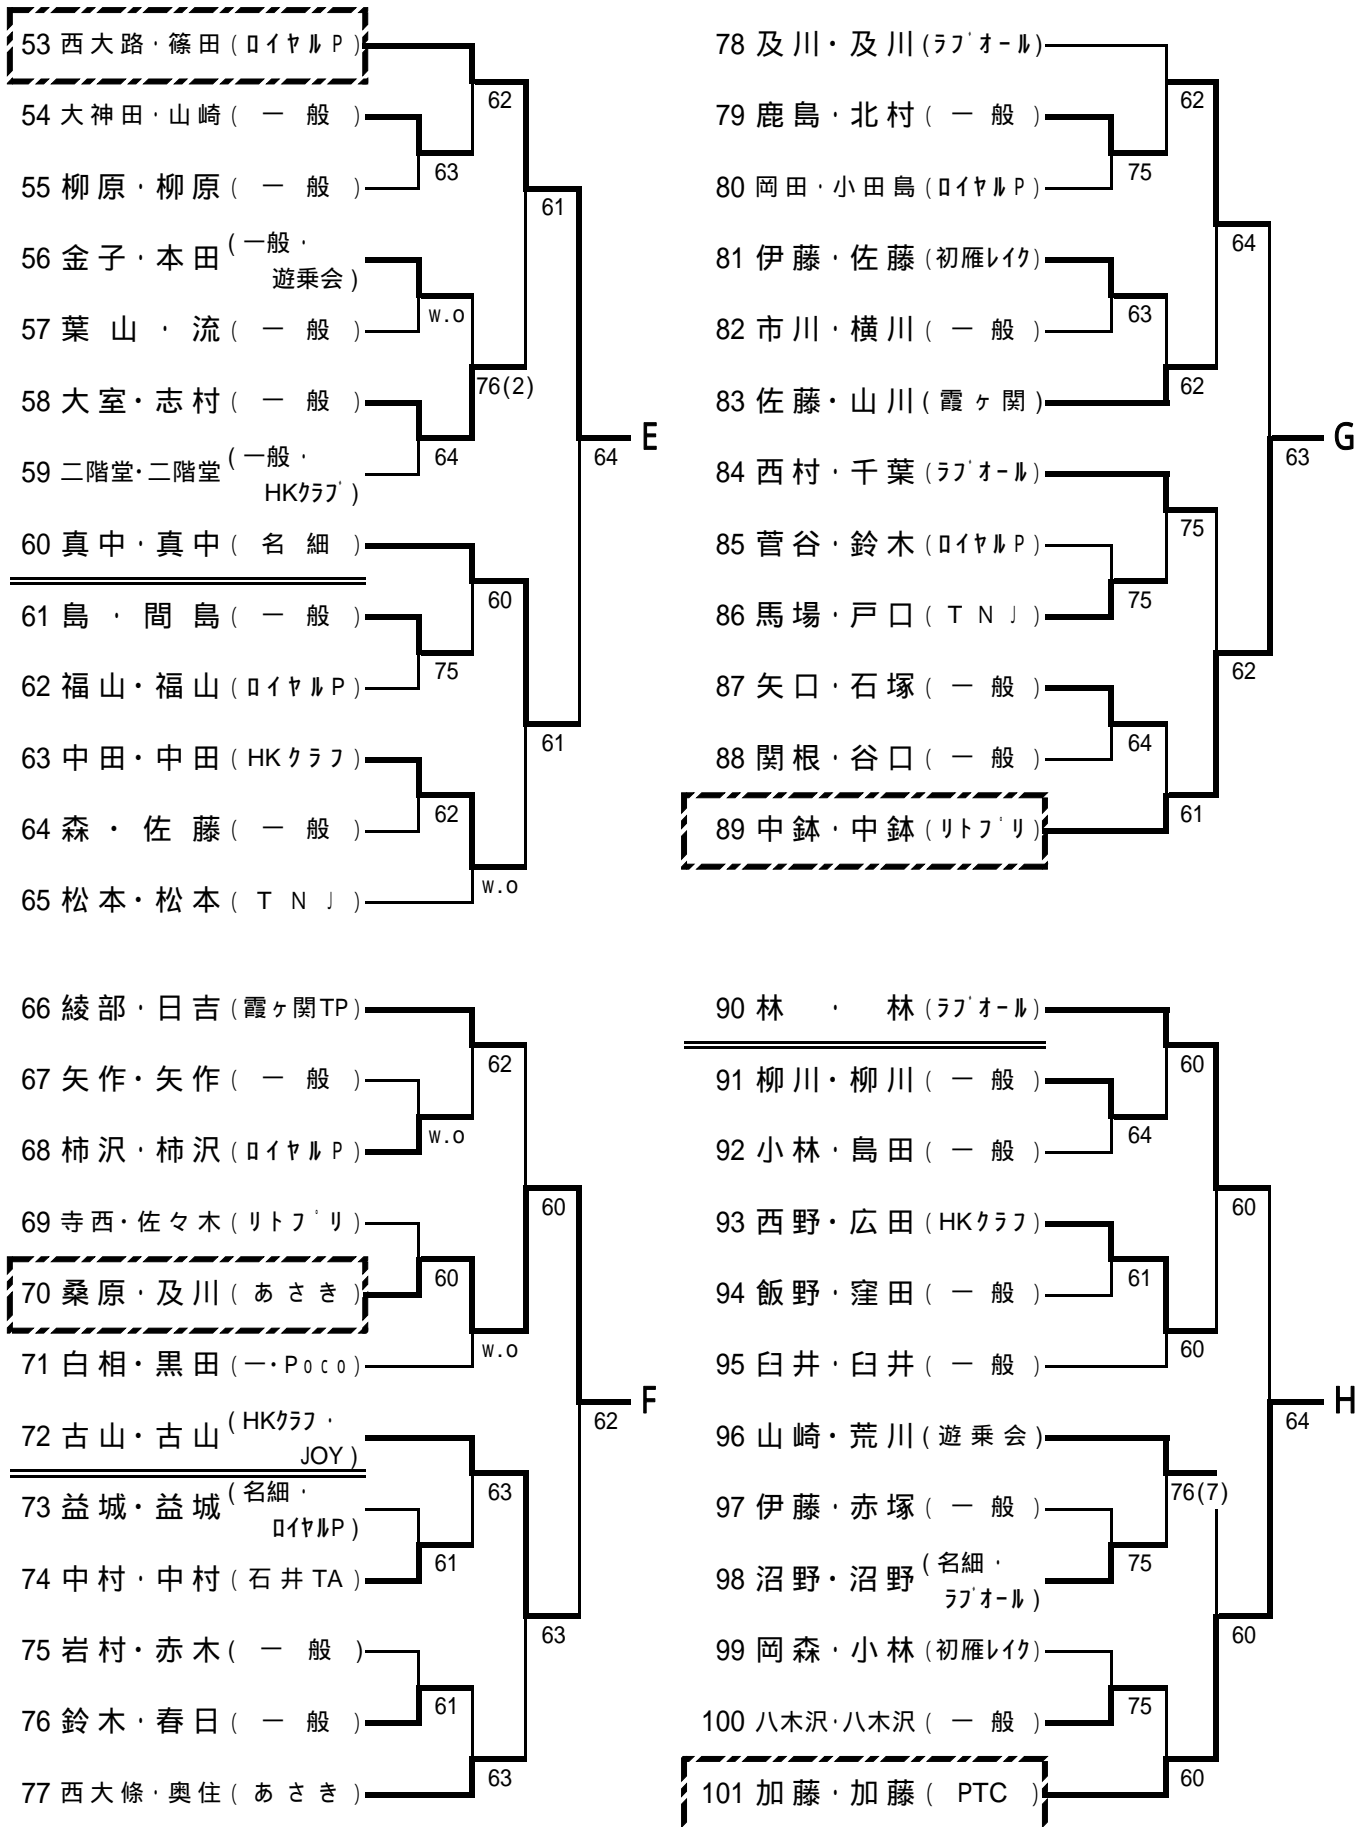 53 西大路・篠田 (ロイヤルP)
62
54 大神田・山崎 ( 一 般 )
63
55 柳原・柳原 ( 一 般 )
61
56 金子・本田 (一般・
遊乗会)
w.o
57 葉山・流 ( 一 般 )
76(2)
58 大室・志村 ( 一 般 )
64
59 二階堂・二階堂 (一般・
HKクラブ)
64 E
60 真中・真中 ( 名 細 )
60
61 島・間島 ( 一 般 )
75
62 福山・福山 (ロイヤルP)
61
63 中田・中田 (HKクラフ)
62
64 森・佐藤 ( 一 般 )
w.o
65 松本・松本 ( TNJ )
66 綾部・日吉 (霞ヶ関TP)
62
67 矢作・矢作 ( 一 般 )
w.o
68 柿沢・柿沢 (ロイヤルP)
60
69 寺西・佐々木 (リトプリ)
60
70 桑原・及川 (あさき)
w.o
71 白相・黒田 (一・Poco)
62 F
72 古山・古山 (HKクラフ・
JOY)
63
73 益城・益城 (名細・
ロイヤルP)
61
74 中村・中村 (石井TA)
63
75 岩村・赤木 ( 一 般 )
61
76 鈴木・春日 ( 一 般 )
63
77 西大條・奥住 (あさき)
78 及川・及川 (ラブオール)
62
79 鹿島・北村 ( 一 般 )
75
80 岡田・小田島 (ロイヤルP)
64
81 伊藤・佐藤 (初雁レイク)
63
82 市川・横川 ( 一 般 )
62
83 佐藤・山川 (霞ヶ関)
63 G
84 西村・千葉 (ラブオール)
75
85 菅谷・鈴木 (ロイヤルP)
75
86 馬場・戸口 ( TNJ )
62
87 矢口・石塚 ( 一 般 )
64
88 関根・谷口 ( 一 般 )
61
89 中鉢・中鉢 (リトプリ)
90 林・林 (ラブオール)
60
91 柳川・柳川 ( 一 般 )
64
92 小林・島田 ( 一 般 )
60
93 西野・広田 (HKクラフ)
61
94 飯野・窪田 ( 一 般 )
60
95 臼井・臼井 ( 一 般 )
64 H
96 山崎・荒川 (遊乗会)
76(7)
97 伊藤・赤塚 ( 一 般 )
75
98 沼野・沼野 (名細・
ラブオール)
60
99 岡森・小林 (初雁レイク)
75
100 八木沢・八木沢 ( 一 般 )
60
101 加藤・加藤 ( PTC )